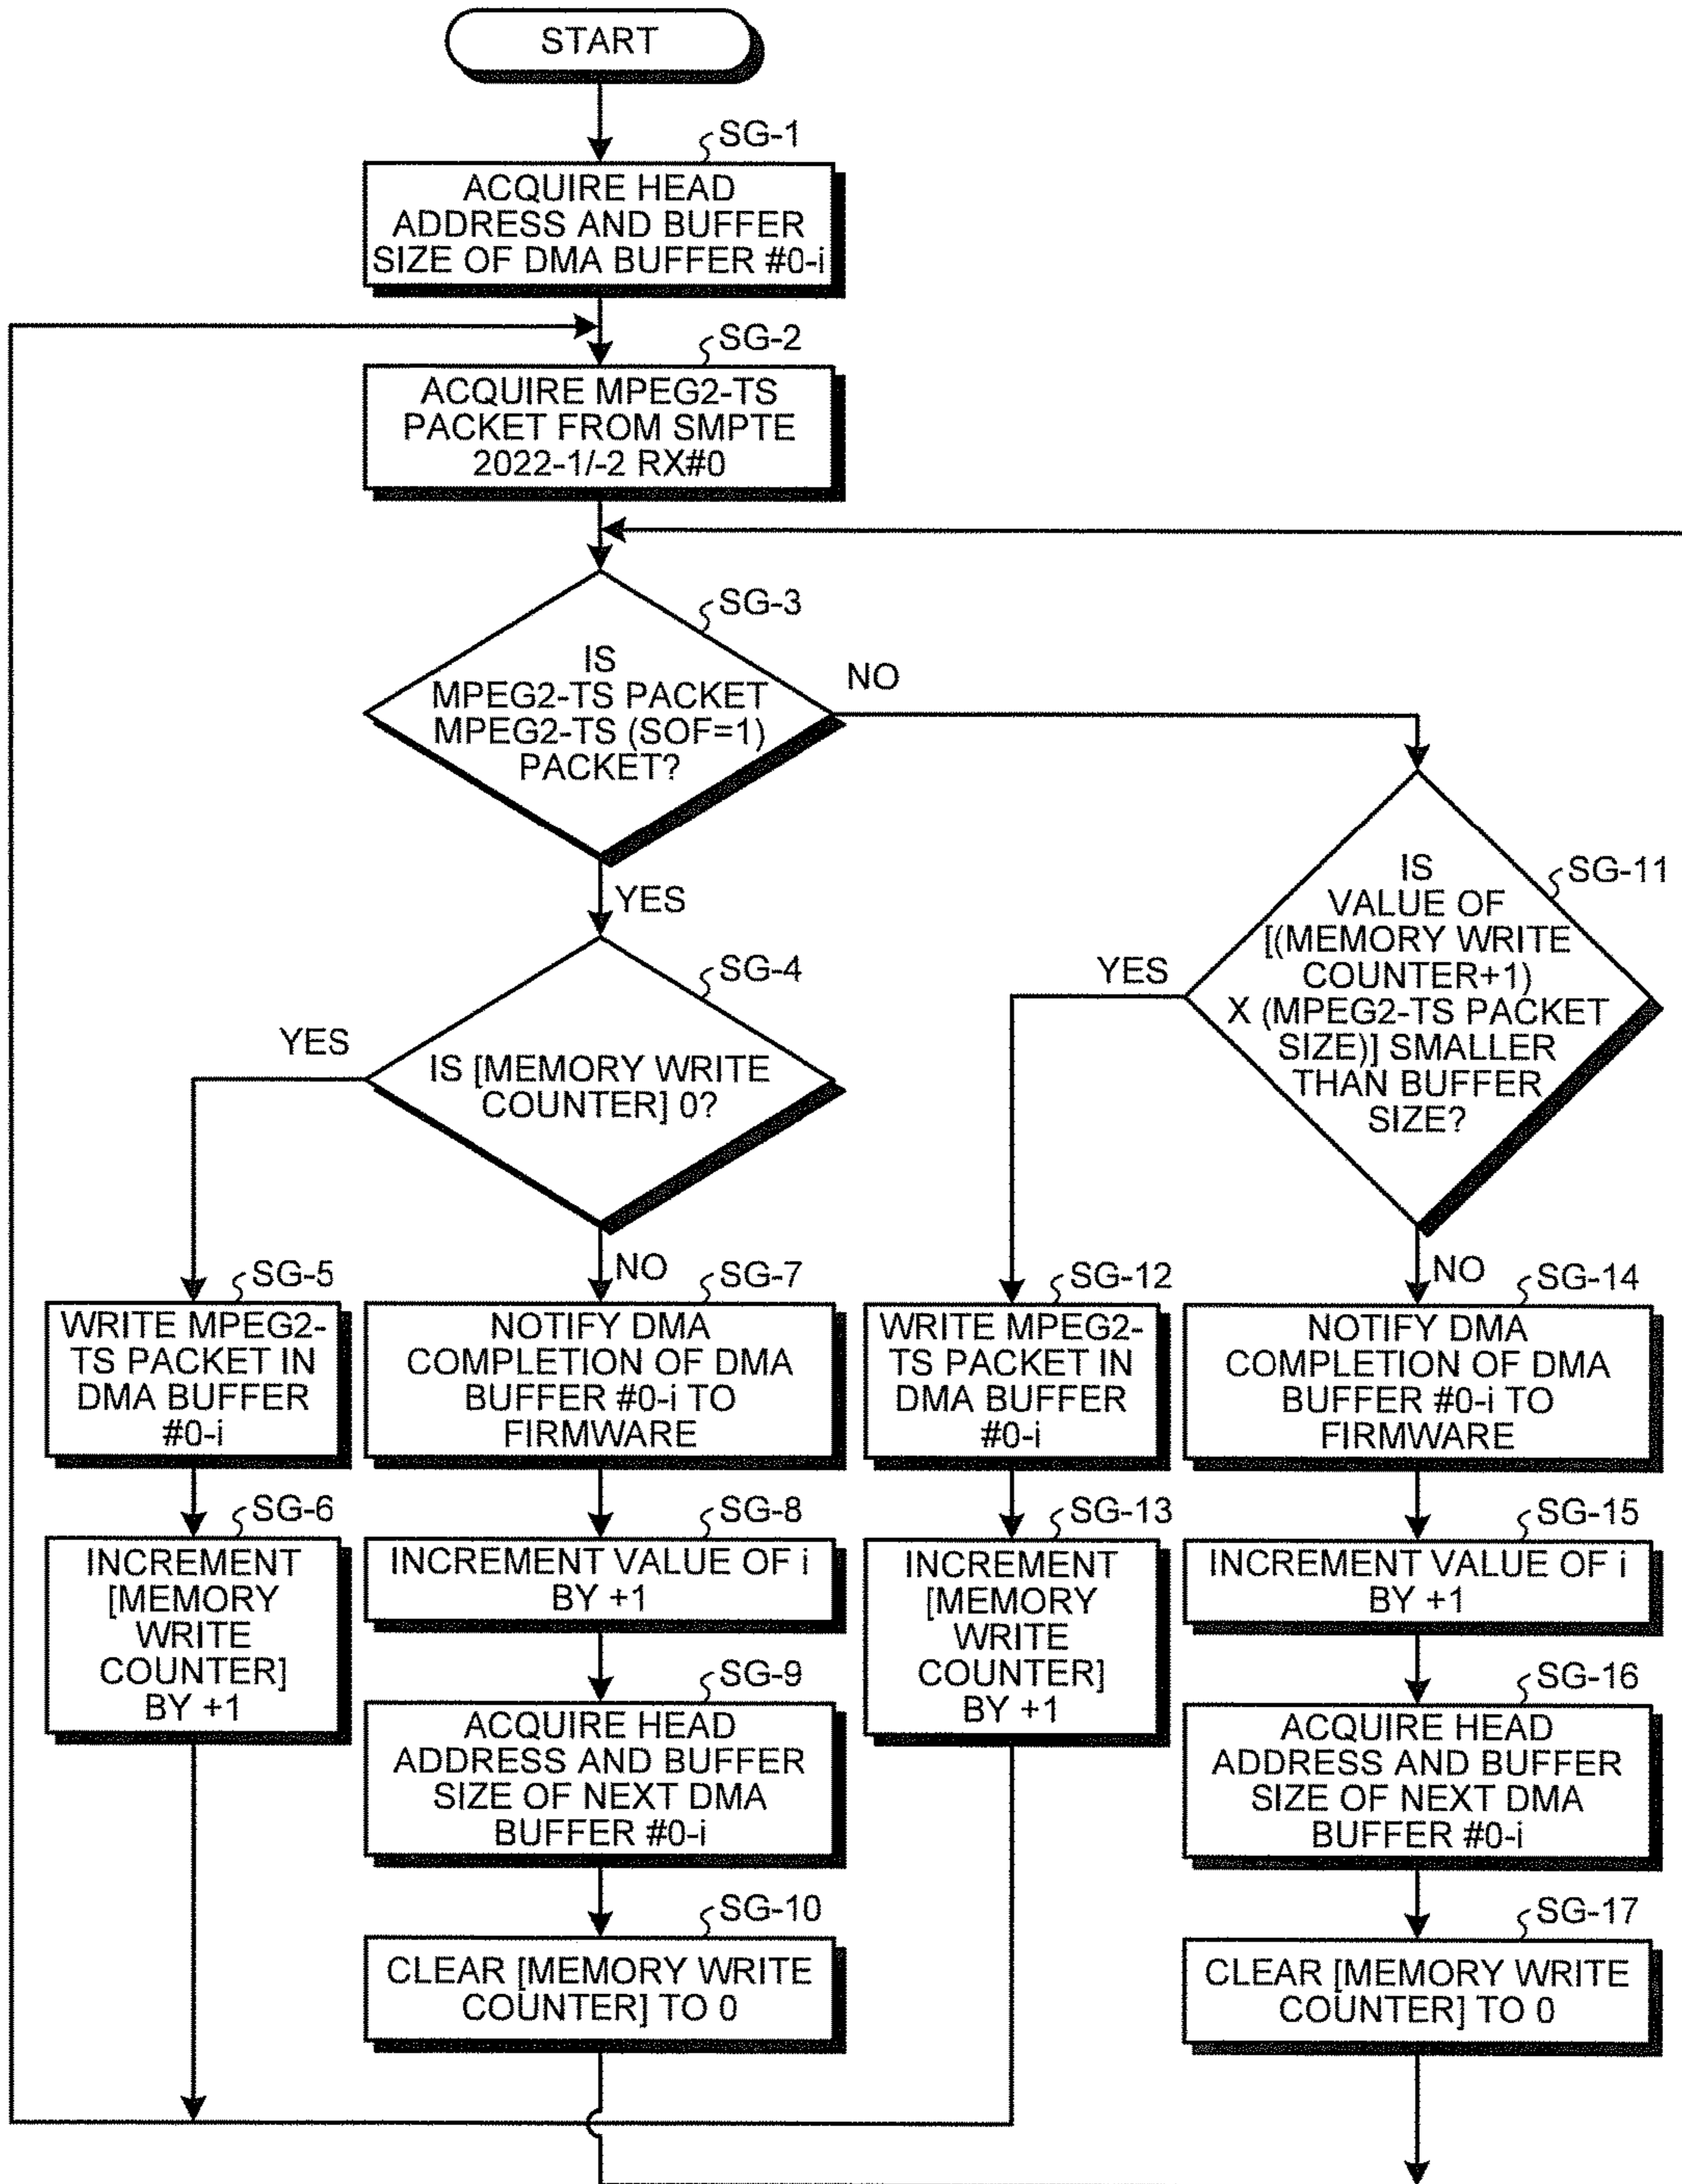 START
SG-1
ACQUIRE HEAD
ADDRESS AND BUFFER
SIZE OF DMA BUFFER #0-i
SG-2
ACQUIRE MPEG2-TS
PACKET FROM SMPTE
2022-1/-2 RX#0
SG-3
IS
MPEG2-TS PACKET
MPEG2-TS (SOF=1)
PACKET?
NO
YES
SG-4
IS [MEMORY WRITE
COUNTER] 0?
YES
NO
SG-11
IS
VALUE OF
[(MEMORY WRITE
COUNTER+1)
X (MPEG2-TS PACKET
SIZE)] SMALLER
THAN BUFFER
SIZE?
YES
NO
SG-5
WRITE MPEG2-
TS PACKET IN
DMA BUFFER
#0-i
SG-6
INCREMENT
[MEMORY
WRITE
COUNTER]
BY +1
SG-7
NOTIFY DMA
COMPLETION OF DMA
BUFFER #0-i TO
FIRMWARE
SG-8
INCREMENT VALUE OF i
BY +1
SG-9
ACQUIRE HEAD
ADDRESS AND BUFFER
SIZE OF NEXT DMA
BUFFER #0-i
SG-10
CLEAR [MEMORY WRITE
COUNTER] TO 0
SG-12
WRITE MPEG2-
TS PACKET IN
DMA BUFFER
#0-i
SG-13
INCREMENT
[MEMORY
WRITE
COUNTER]
BY +1
SG-14
NOTIFY DMA
COMPLETION OF DMA
BUFFER #0-i TO
FIRMWARE
SG-15
INCREMENT VALUE OF i
BY +1
SG-16
ACQUIRE HEAD
ADDRESS AND BUFFER
SIZE OF NEXT DMA
BUFFER #0-i
SG-17
CLEAR [MEMORY WRITE
COUNTER] TO 0